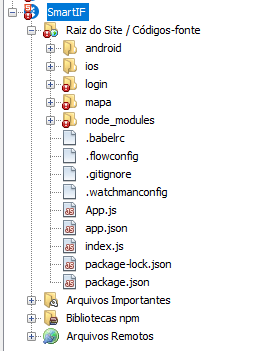 SmartIF
Raiz do Site / Códigos-fonte
android
ios
login
mapa
node_modules
.babelrc
.flowconfig
.gitignore
.watchmanconfig
App.js
app.json
index.js
package-lock.json
package.json
Arquivos Importantes
Bibliotecas npm
Arquivos Remotos